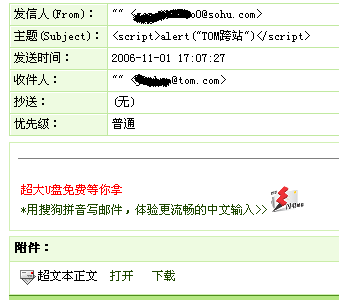 发信人(From)： "" <o0@sohu.com>
主题(Subject)： <script>alert("TOM跨站")</script>
发送时间： 2006-11-01 17:07:27
收件人： "" <@tom.com>
抄送： (无)
优先级： 普通
超大U盘免费等你拿
*用搜狗拼音写邮件，体验更流畅的中文输入>>
附件：
超文本正文 打开 下载